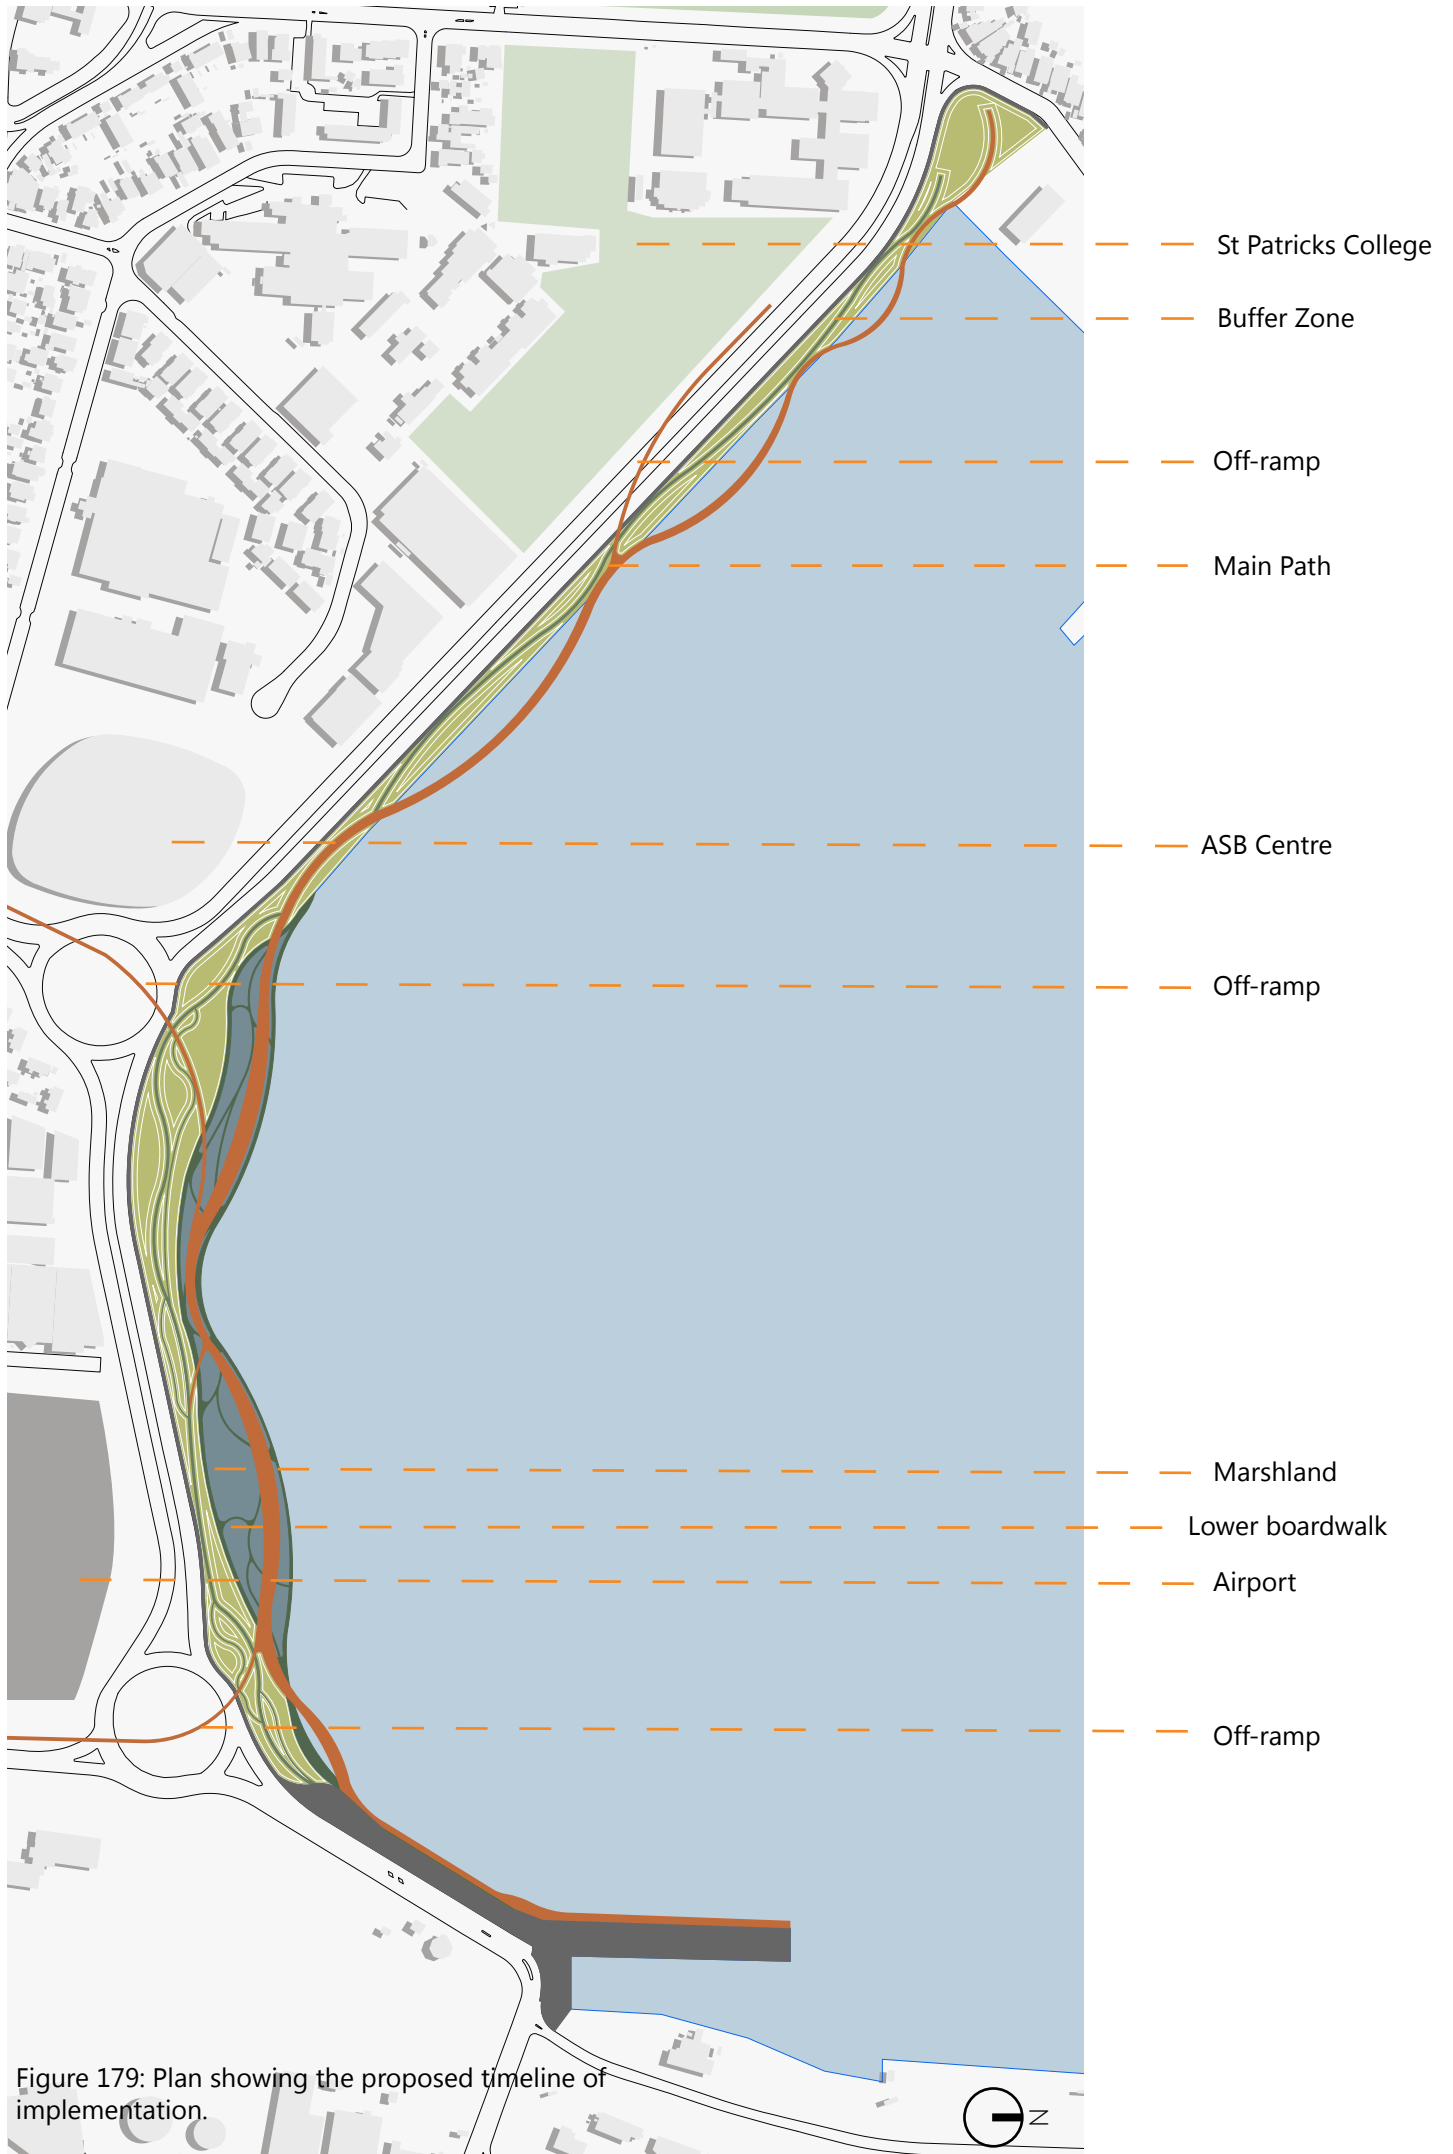 St Patricks College
Buffer Zone
Off-ramp
Main Path
ASB Centre
Off-ramp
Marshland
Lower boardwalk
Airport
Off-ramp
Figure 179: Plan showing the proposed timeline of
implementation.
N